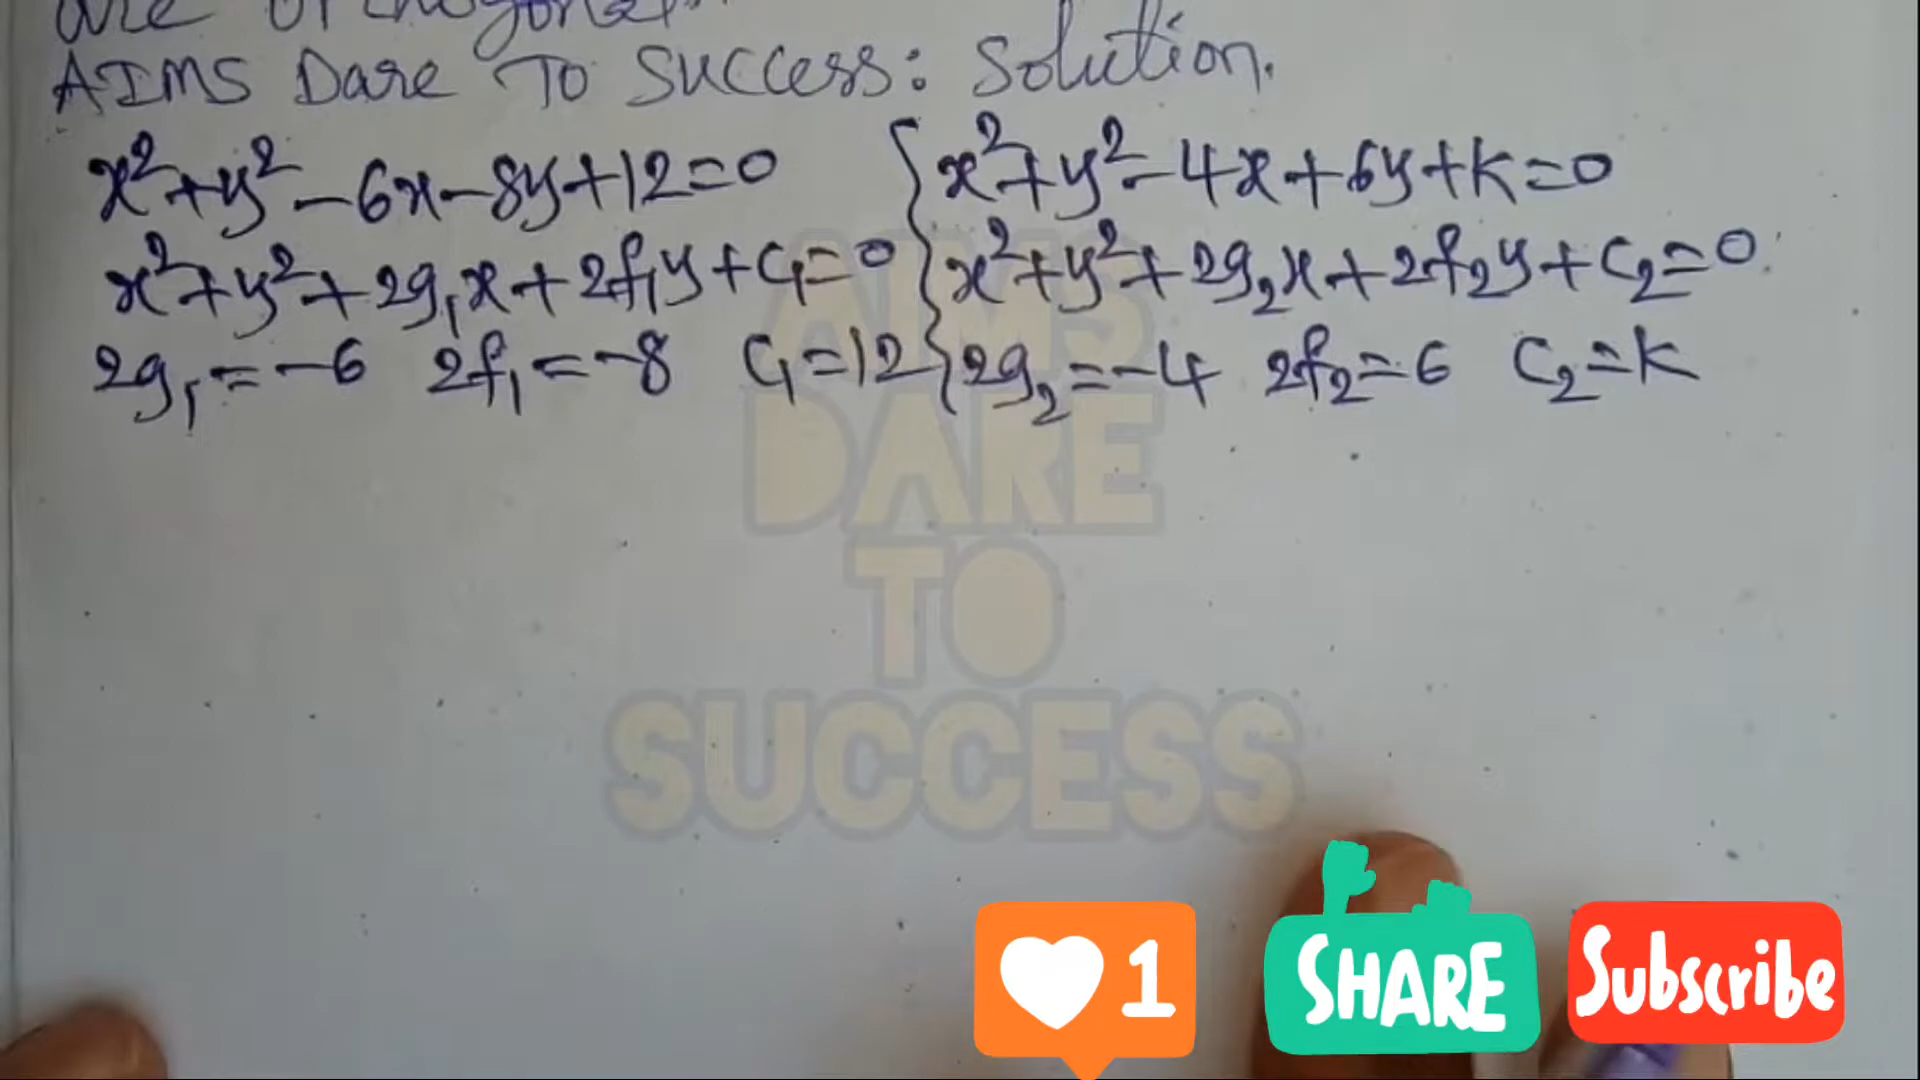 are orthogonal.
AIMS Dare To Success: Solution.
x²+y²-6x-8y+12=0
x²+y²+2g₁x+2f₁y+c₁=0
2g₁=-6 2f₁=-8 c₁=12
x²+y²-4x+6y+k=0
x²+y²+2g₂x+2f₂y+c₂=0
2g₂=-4 2f₂=6 c₂=k
AIMS
DARE
TO
SUCCESS
1
SHARE
Subscribe